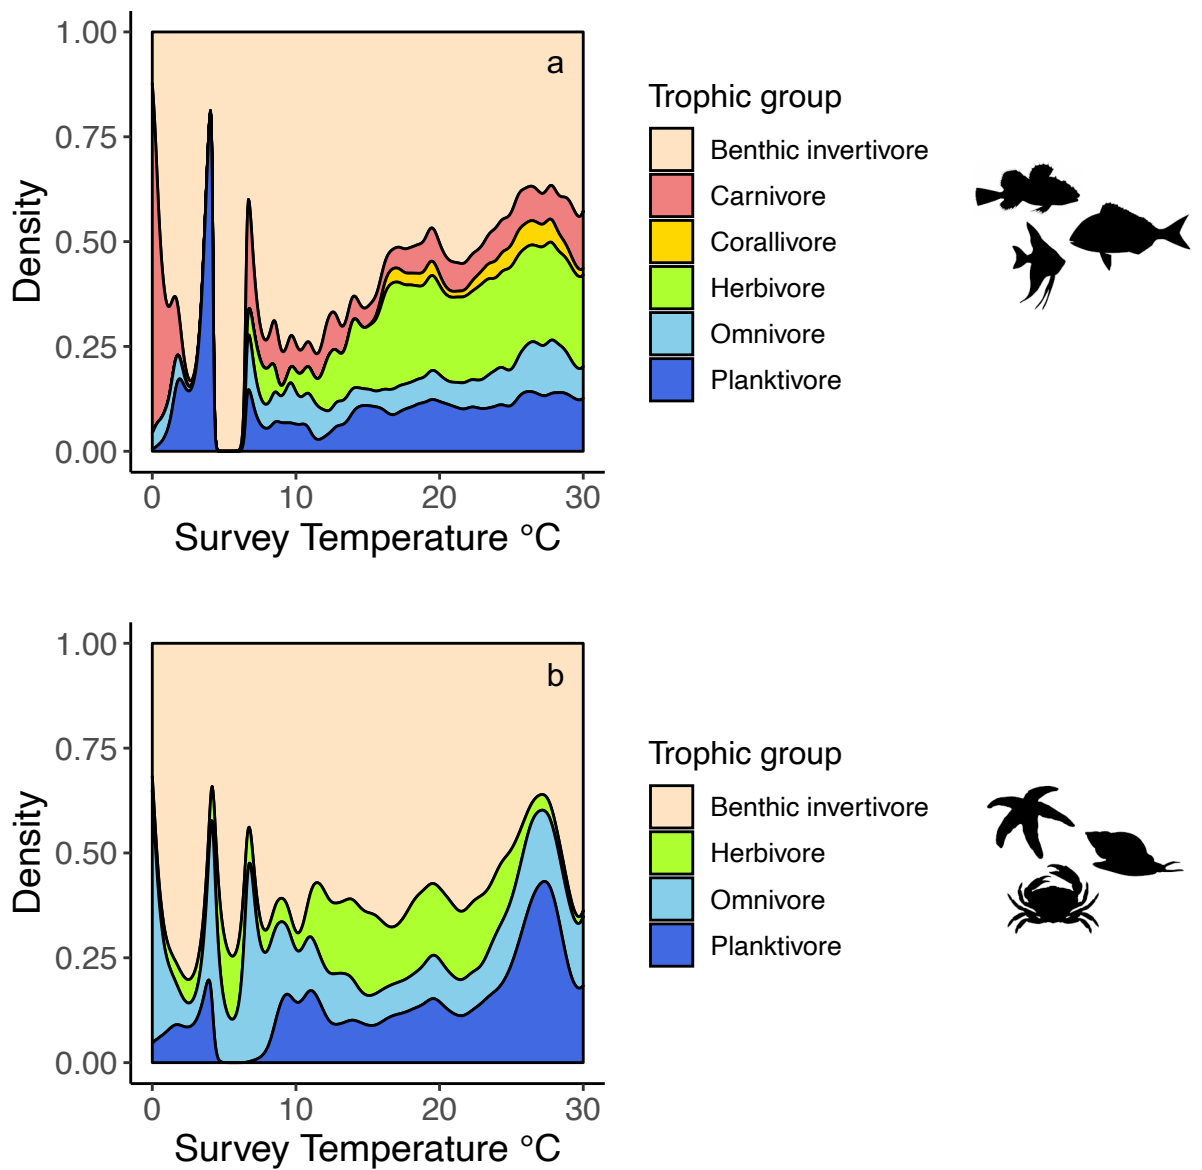 a
1.00
0.75
0.50
0.25
0.00
Density
0 10 20 30
Survey Temperature °C
Trophic group
Benthic invertivore
Carnivore
Corallivore
Herbivore
Omnivore
Planktivore
b
1.00
0.75
0.50
0.25
0.00
Density
0 10 20 30
Survey Temperature °C
Trophic group
Benthic invertivore
Herbivore
Omnivore
Planktivore